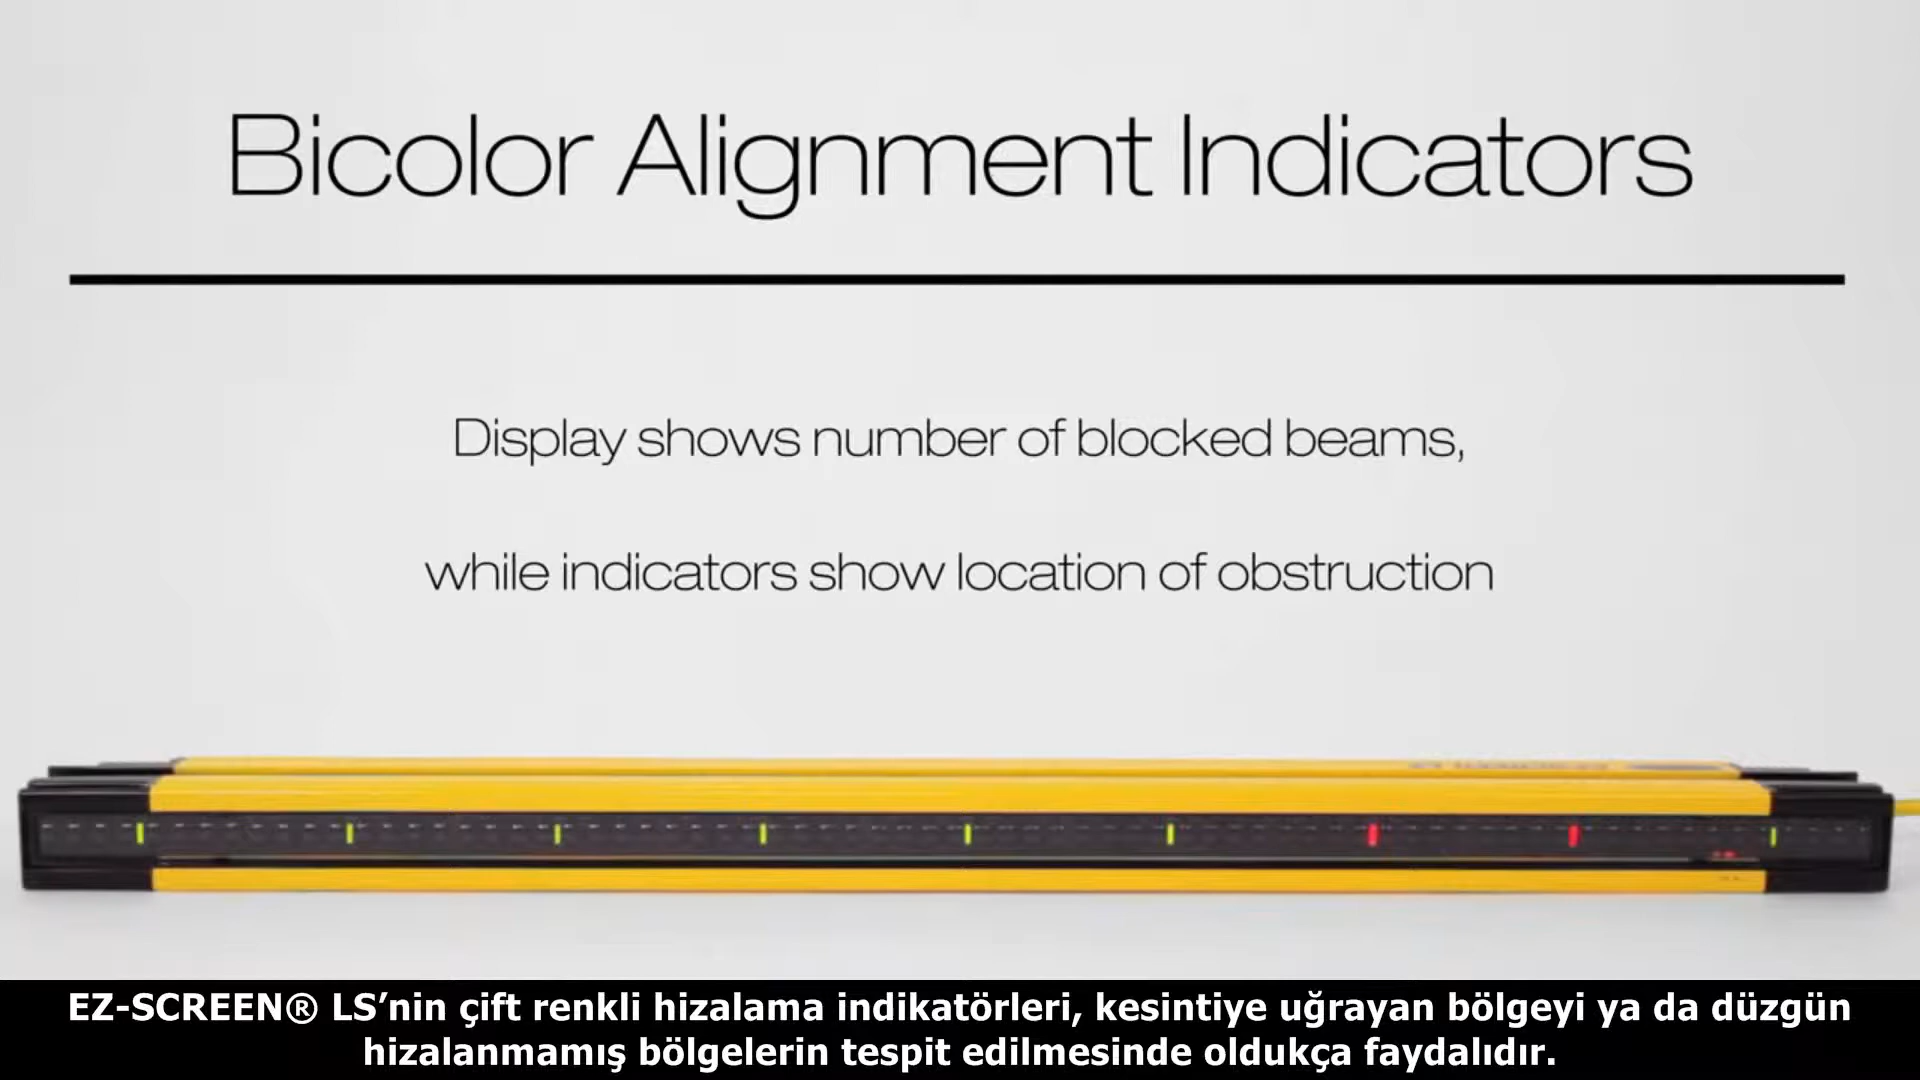 Bicolor Alignment Indicators
Display shows number of blocked beams,
while indicators show location of obstruction
EZ-SCREEN® LS’nin çift renkli hizalama indikatörleri, kesintiye uğrayan bölgeyi ya da düzgün
hizalanmamış bölgelerin tespit edilmesinde oldukça faydalıdır.